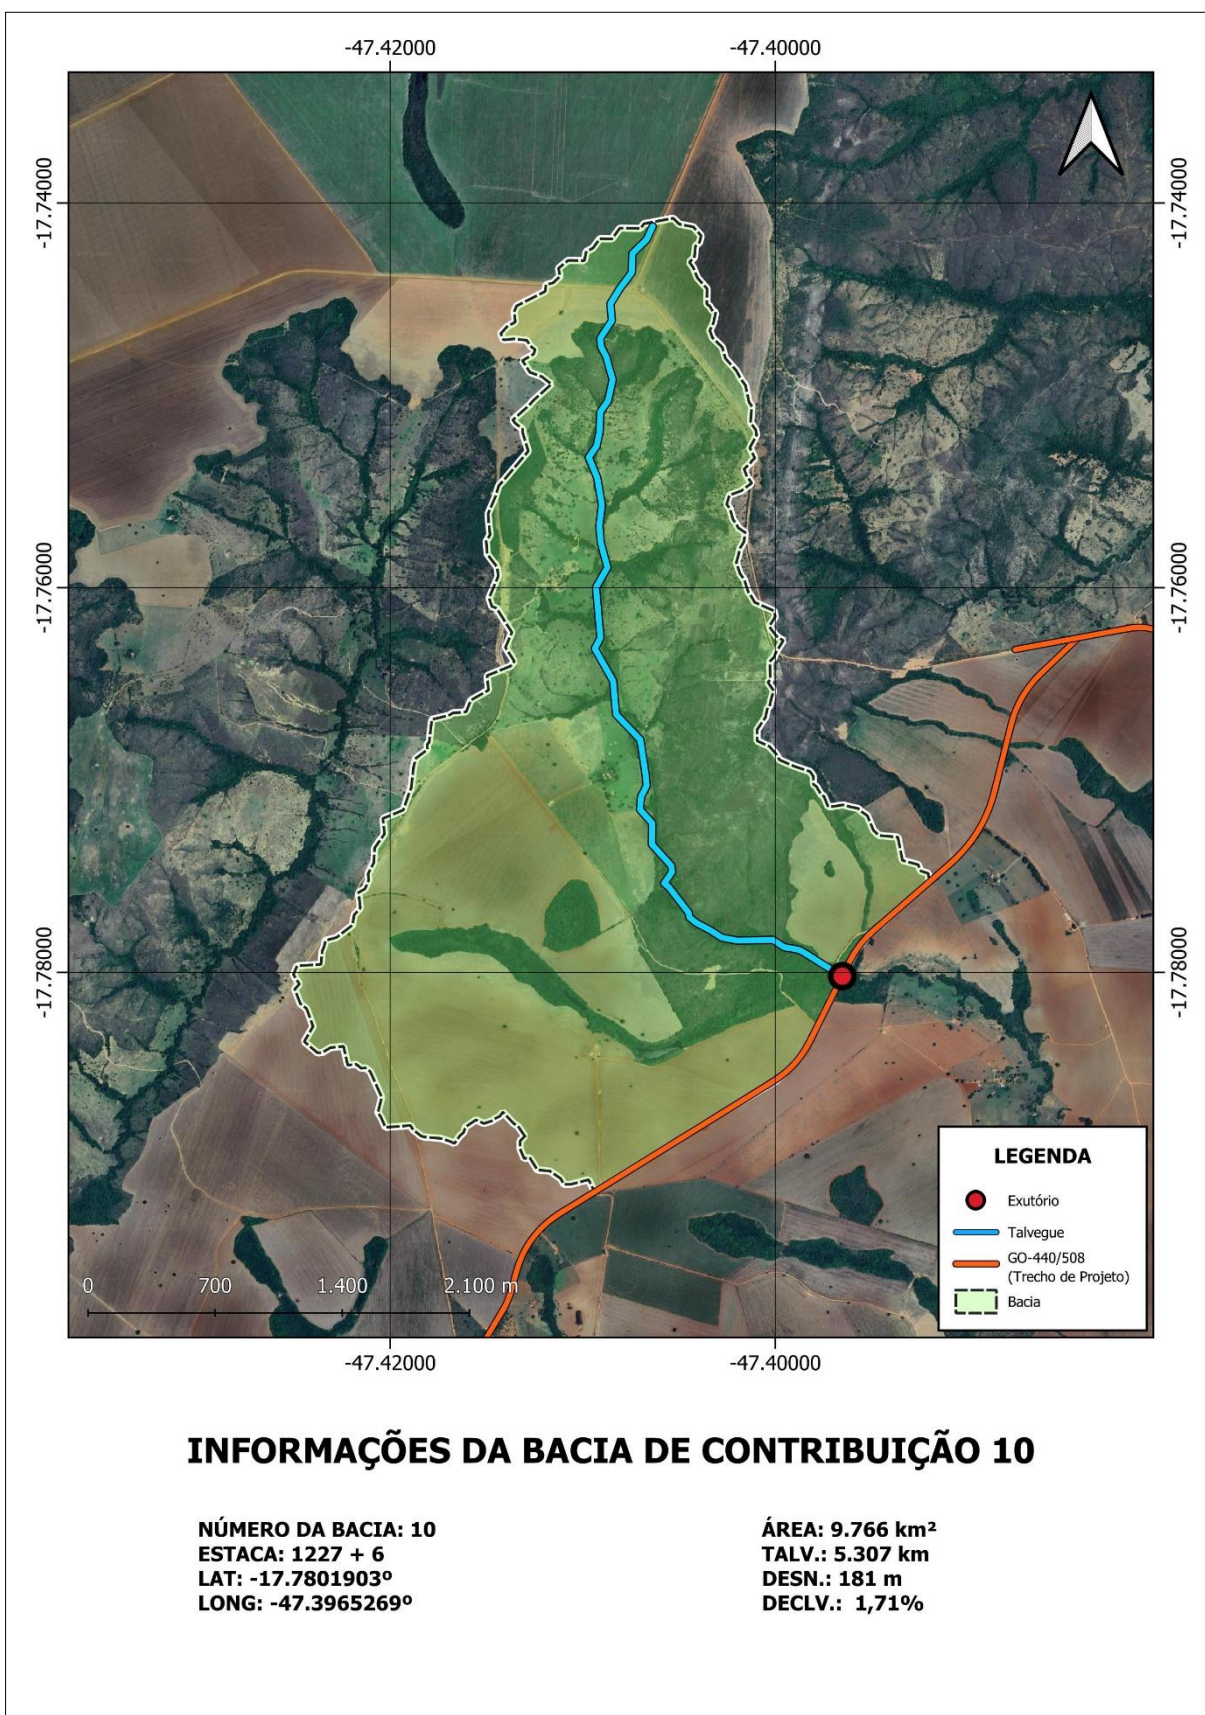 -47.42000
-47.40000
-17.74000
-17.74000
-17.76000
-17.76000
-17.78000
-17.78000
LEGENDA
Exutório
Talvegue
GO-440/508
(Trecho de Projeto)
Bacia
0 700 1.400 2.100 m
-47.42000
-47.40000
INFORMAÇÕES DA BACIA DE CONTRIBUIÇÃO 10
NÚMERO DA BACIA: 10
ESTACA: 1227 + 6
LAT: -17.7801903º
LONG: -47.3965269º
ÁREA: 9.766 km²
TALV.: 5.307 km
DESN.: 181 m
DECLV.: 1,71%